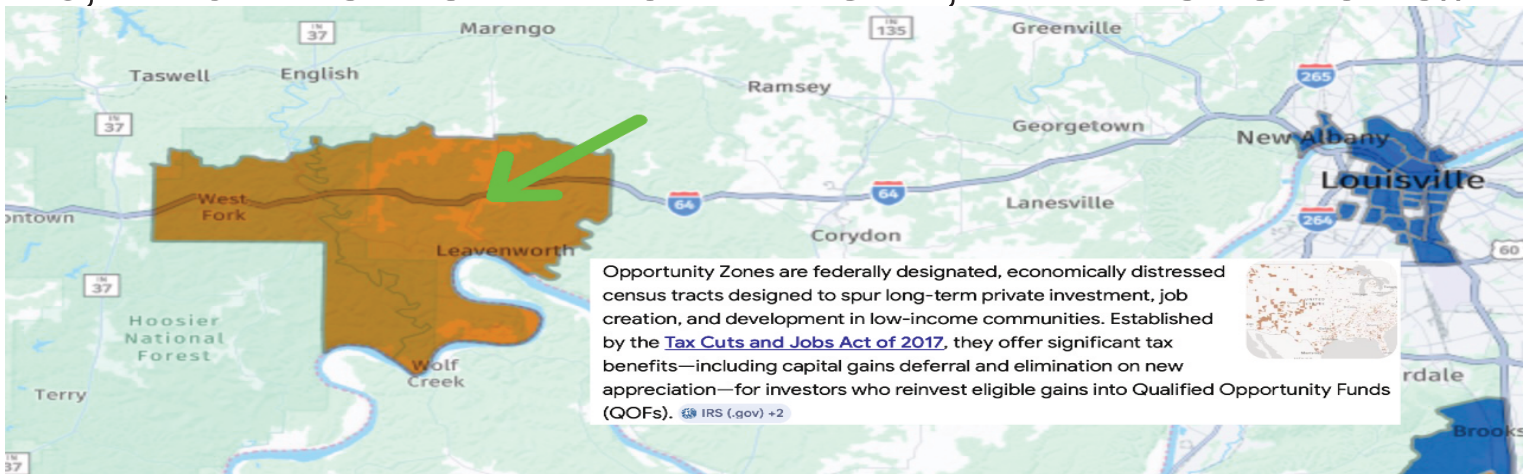 IN
37
Marengo
IN
135
Greenville
Taswell
English
265
Ramsey
IN
37
Georgetown
New Albany
Louisville
West
Fork
64
64
Lanesville
264
ontown
Corydon
60
Leavenworth
IN
37
Hoosier
National
Forest
Wolf
Creek
Terry
Opportunity Zones are federally designated, economically distressed
census tracts designed to spur long-term private investment, job
creation, and development in low-income communities. Established
by the Tax Cuts and Jobs Act of 2017, they offer significant tax
benefits—including capital gains deferral and elimination on new
appreciation—for investors who reinvest eligible gains into Qualified Opportunity Funds
(QOFs). IRS (.gov) +2
rdale
Brooks
IN
37